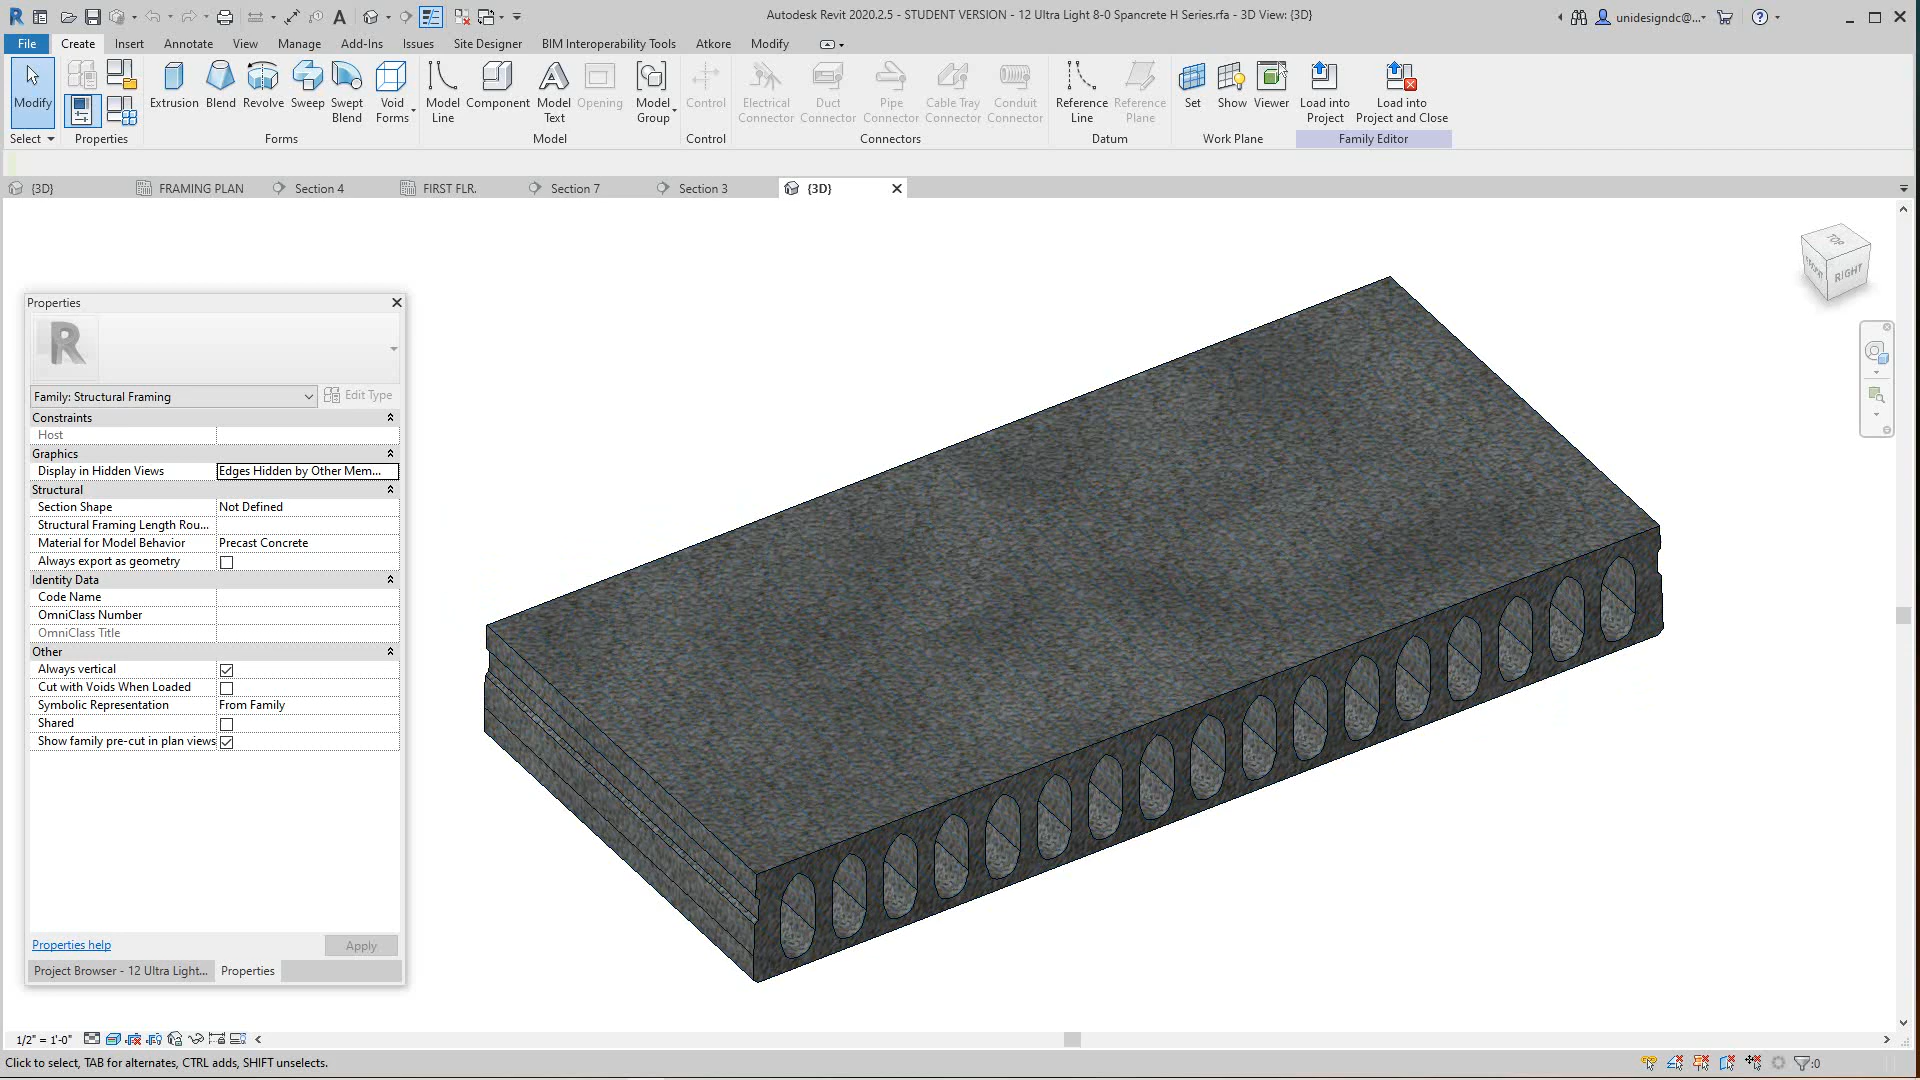 Autodesk Revit 2020.2.5 - STUDENT VERSION - 12 Ultra Light 8-0 Spancrete H Series.rfa - 3D View: {3D}
unidesigndc@...
File Create Insert Annotate View Manage Add-Ins Issues Site Designer BIM Interoperability Tools Atkore Modify
Modify
Select
Properties
Extrusion Blend Revolve Sweep Swept Blend Void Forms
Forms
Model Line Component Model Text Opening Model Group
Model
Control
Control
Electrical Connector Duct Connector Pipe Connector Cable Tray Connector Conduit Connector
Connectors
Reference Line Reference Plane
Datum
Set Show Viewer
Work Plane
Load into Project Load into Project and Close
Family Editor
{3D} FRAMING PLAN Section 4 FIRST FLR. Section 7 Section 3 {3D}
TOP
FRONT
RIGHT
Properties
R
Family: Structural Framing Edit Type
Constraints
Host
Graphics
Display in Hidden Views Edges Hidden by Other Mem...
Structural
Section Shape Not Defined
Structural Framing Length Rou...
Material for Model Behavior Precast Concrete
Always export as geometry
Identity Data
Code Name
OmniClass Number
OmniClass Title
Other
Always vertical
Cut with Voids When Loaded
Symbolic Representation From Family
Shared
Show family pre-cut in plan views
Properties help Apply
Project Browser - 12 Ultra Light... Properties
1/2" = 1'-0"
Click to select, TAB for alternates, CTRL adds, SHIFT unselects.
:0